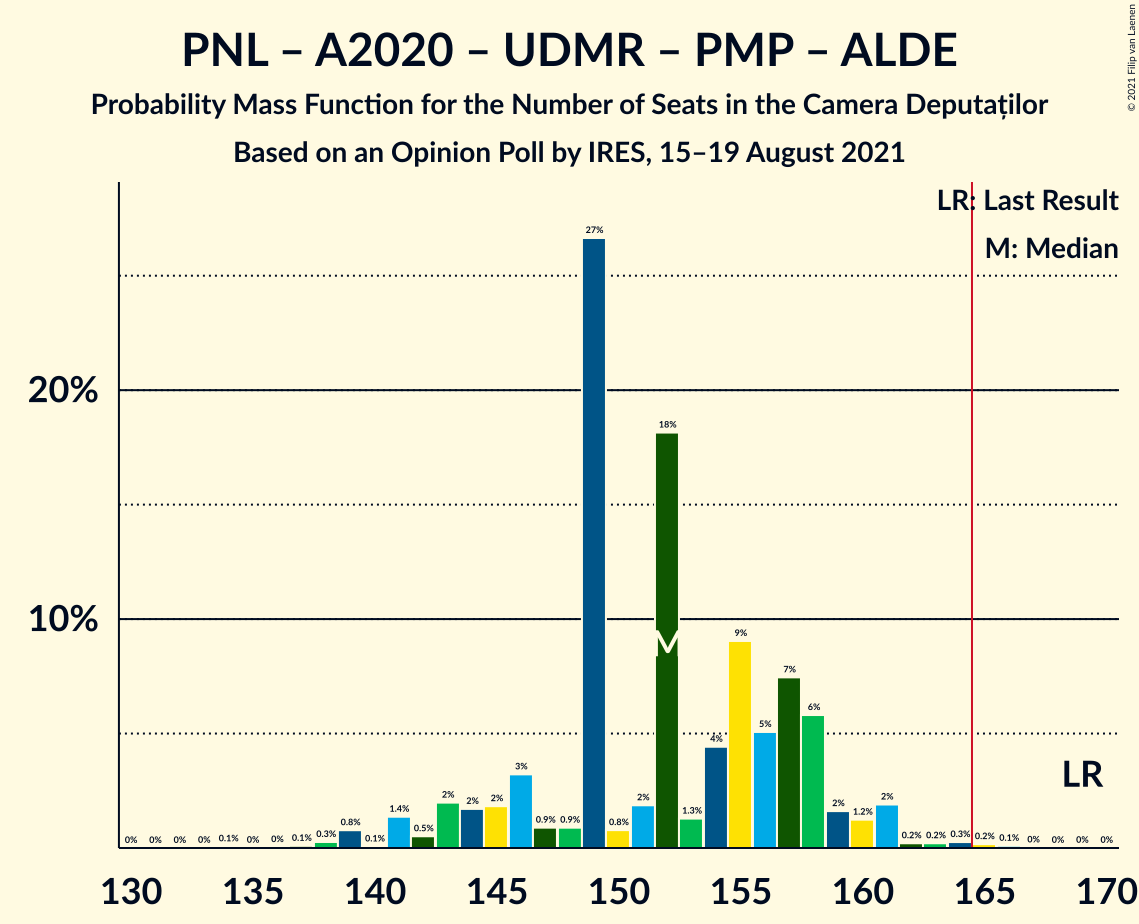 PNL – A2020 – UDMR – PMP – ALDE
Probability Mass Function for the Number of Seats in the Camera Deputaților
Based on an Opinion Poll by IRES, 15–19 August 2021
© 2021 Filip van Laenen
LR: Last Result
M: Median
20%
10%
0% 0% 0% 0% 0.1% 0% 0% 0.1% 0.3% 0.8% 0.1% 1.4% 0.5% 2% 2% 2% 3% 0.9% 0.9% 27% 0.8% 2% 18% 1.3% 4% 9% 5% 7% 6% 2% 1.2% 2% 0.2% 0.2% 0.3% 0.2% 0.1% 0% 0% 0% 0%
M
LR
130 135 140 145 150 155 160 165 170